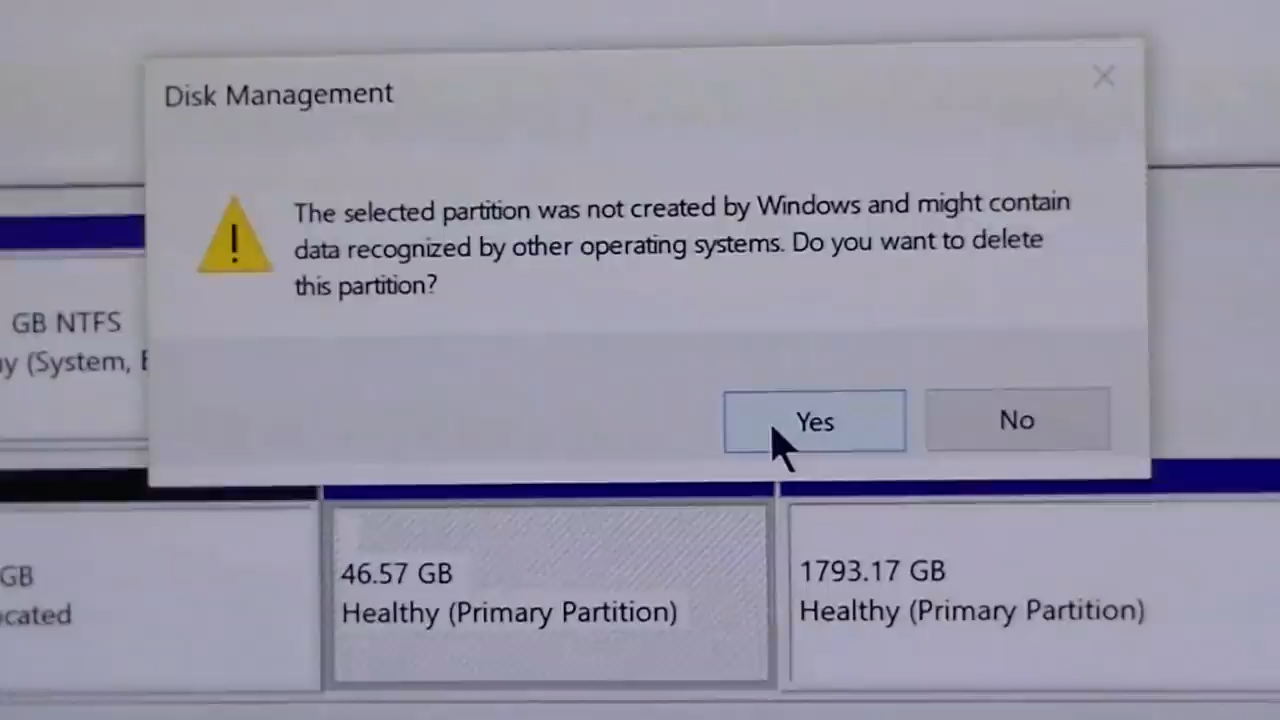 Disk Management
The selected partition was not created by Windows and might contain
data recognized by other operating systems. Do you want to delete
this partition?
GB NTFS
(System,
Yes
No
GB
46.57 GB
1793.17 GB
Healthy (Primary Partition)
Healthy (Primary Partition)